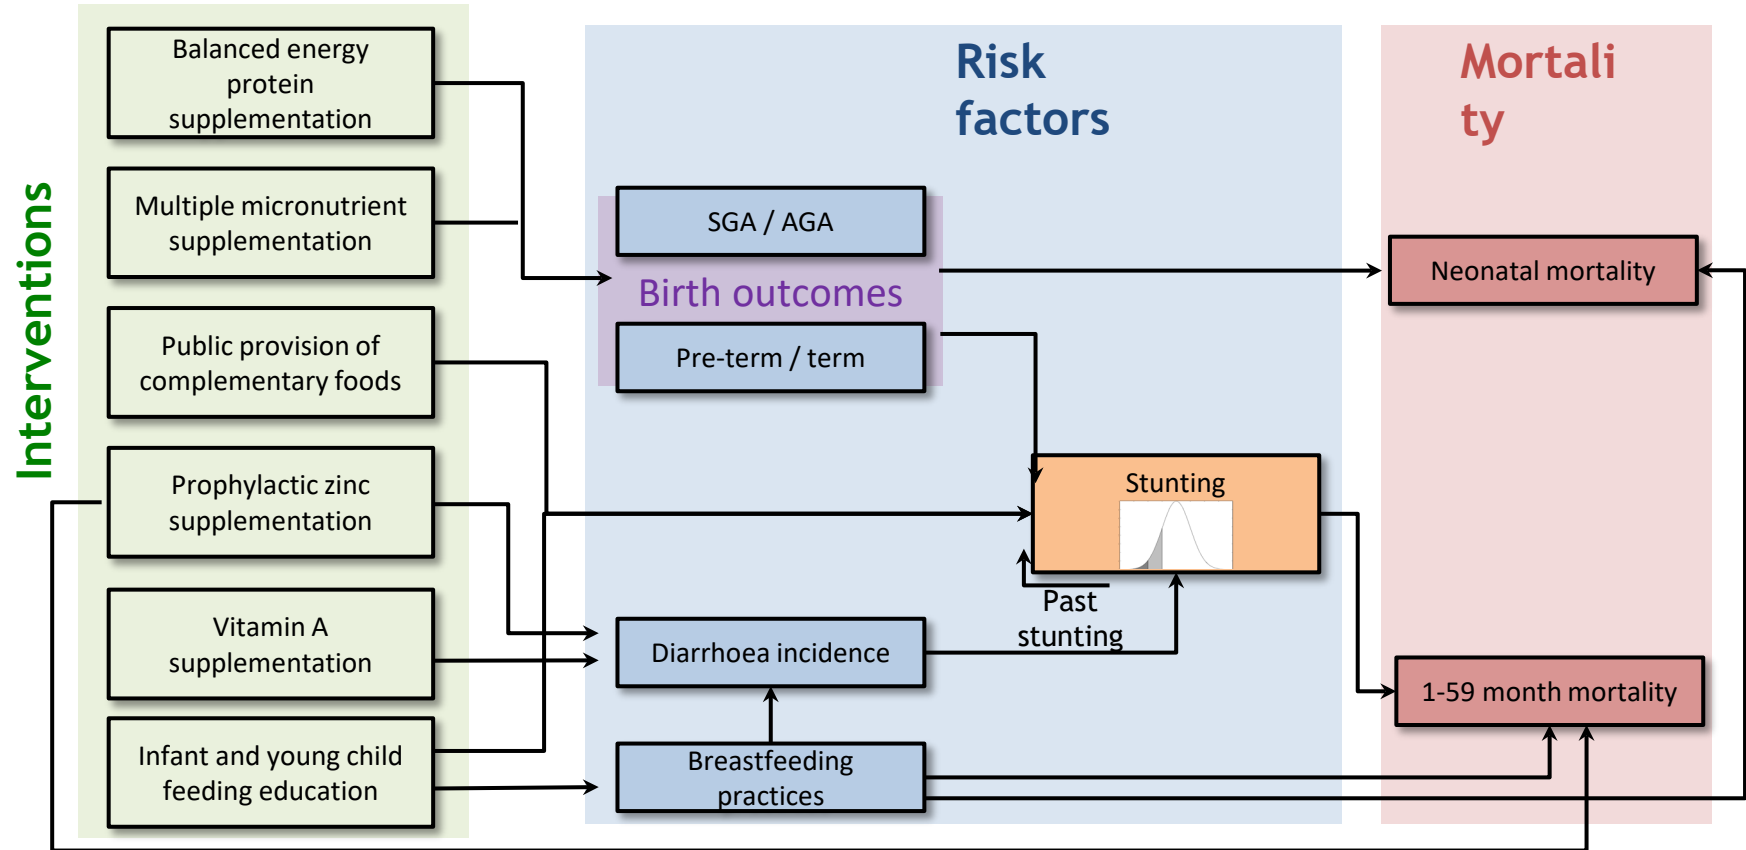 Interventions
Balanced energy
protein
supplementation
Multiple micronutrient
supplementation
Public provision of
complementary foods
Prophylactic zinc
supplementation
Vitamin A
supplementation
Infant and young child
feeding education
Risk
factors
SGA / AGA
Birth outcomes
Pre-term / term
Stunting
Past
stunting
Diarrhoea incidence
Breastfeeding
practices
Mortali
ty
Neonatal mortality
1-59 month mortality